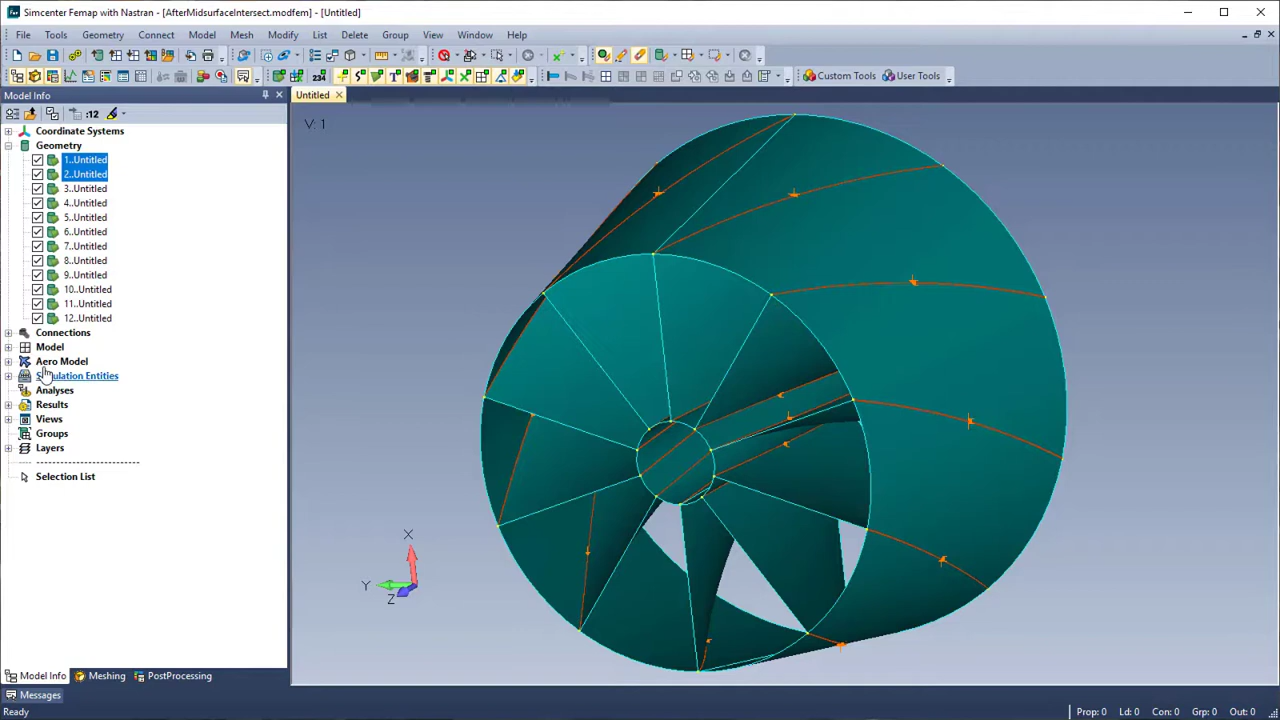 Simcenter Femap with Nastran - [AfterMidsurfaceIntersect.modfem] - [Untitled]
File Tools Geometry Connect Model Mesh Modify List Delete Group View Window Help
234 Custom Tools User Tools
Model Info
Untitled
:12
V: 1
Coordinate Systems
Geometry
1..Untitled
2..Untitled
3..Untitled
4..Untitled
5..Untitled
6..Untitled
7..Untitled
8..Untitled
9..Untitled
10..Untitled
11..Untitled
12..Untitled
Connections
Model
Aero Model
Simulation Entities
Analyses
Results
Views
Groups
Layers
Selection List
X
Y
Z
Model Info Meshing PostProcessing
Messages
Ready Prop: 0 Ld: 0 Con: 0 Grp: 0 Out: 0